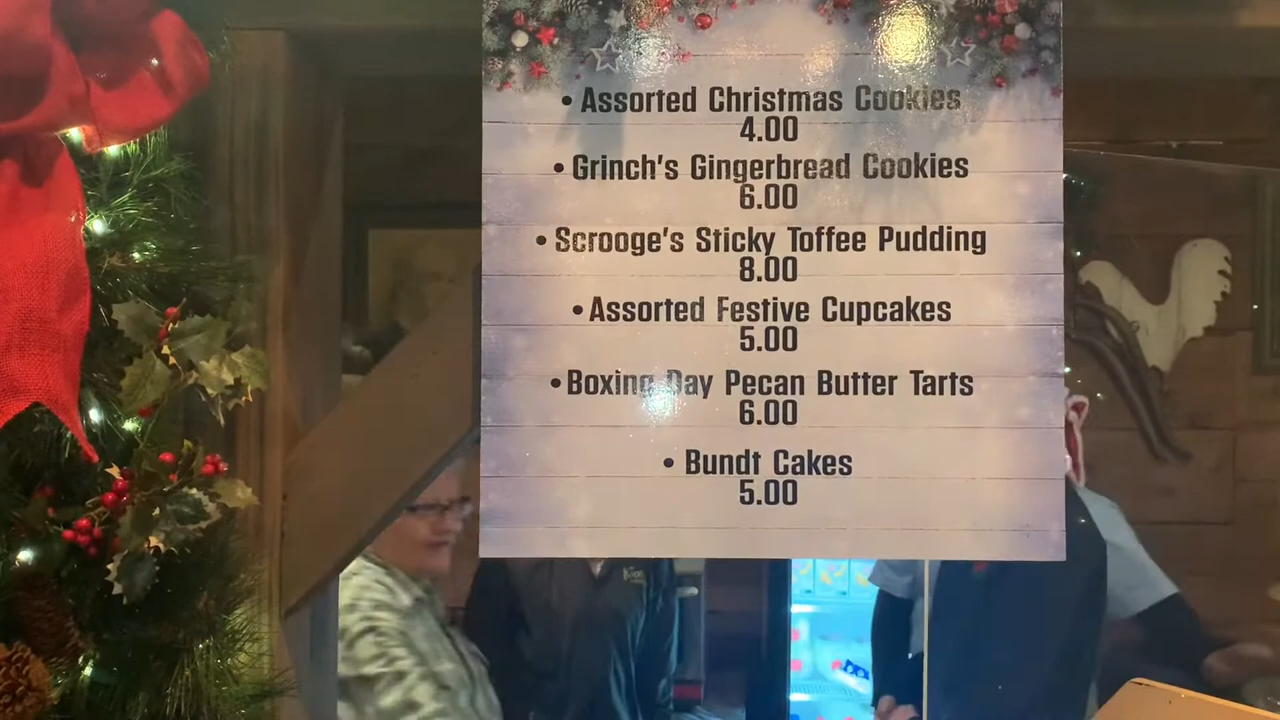 • Assorted Christmas Cookies
4.00
• Grinch's Gingerbread Cookies
6.00
• Scrooge's Sticky Toffee Pudding
8.00
• Assorted Festive Cupcakes
5.00
• Boxing Day Pecan Butter Tarts
6.00
• Bundt Cakes
5.00